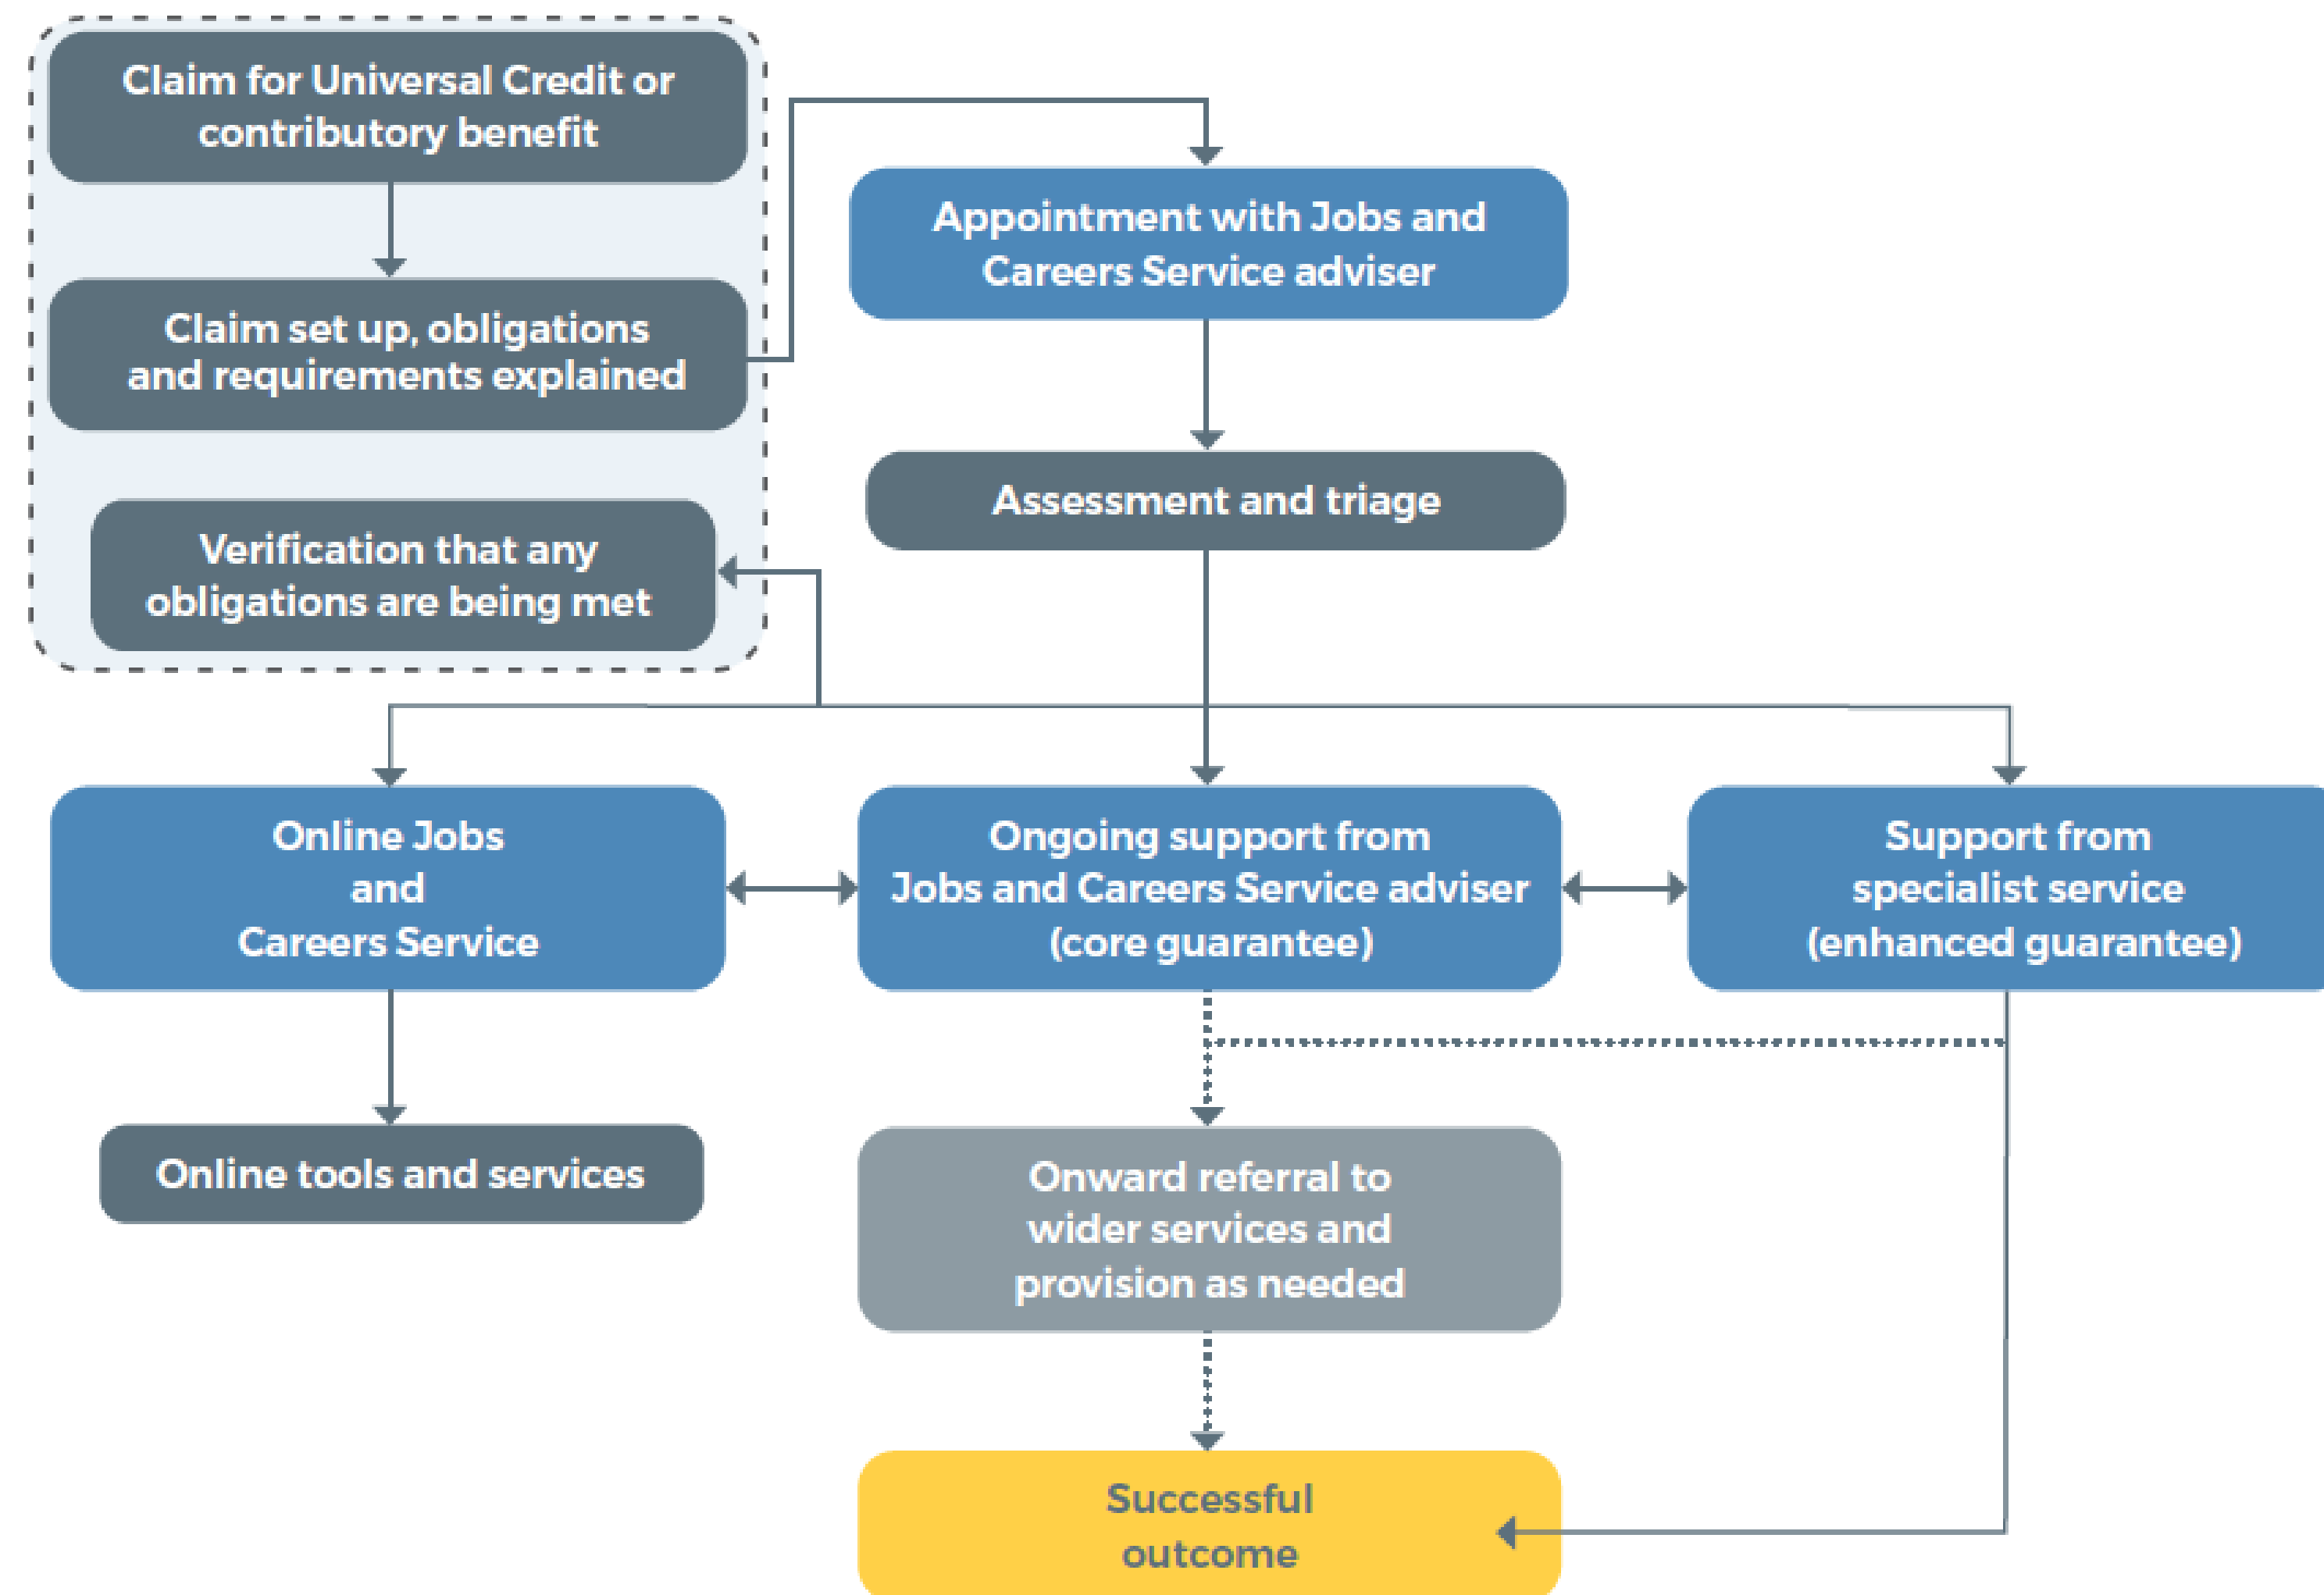 Claim for Universal Credit or
contributory benefit
Claim set up, obligations
and requirements explained
Verification that any
obligations are being met
Appointment with Jobs and
Careers Service adviser
Assessment and triage
Online Jobs
and
Careers Service
Ongoing support from
Jobs and Careers Service adviser
(core guarantee)
Support from
specialist service
(enhanced guarantee)
Online tools and services
Onward referral to
wider services and
provision as needed
Successful
outcome